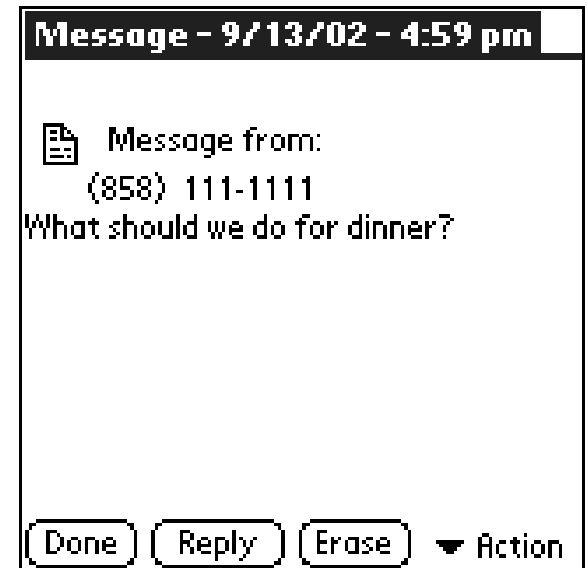 Message - 9/13/02 - 4:59 pm
Message from:
(858) 111-1111
What should we do for dinner?
Done Reply Erase Action